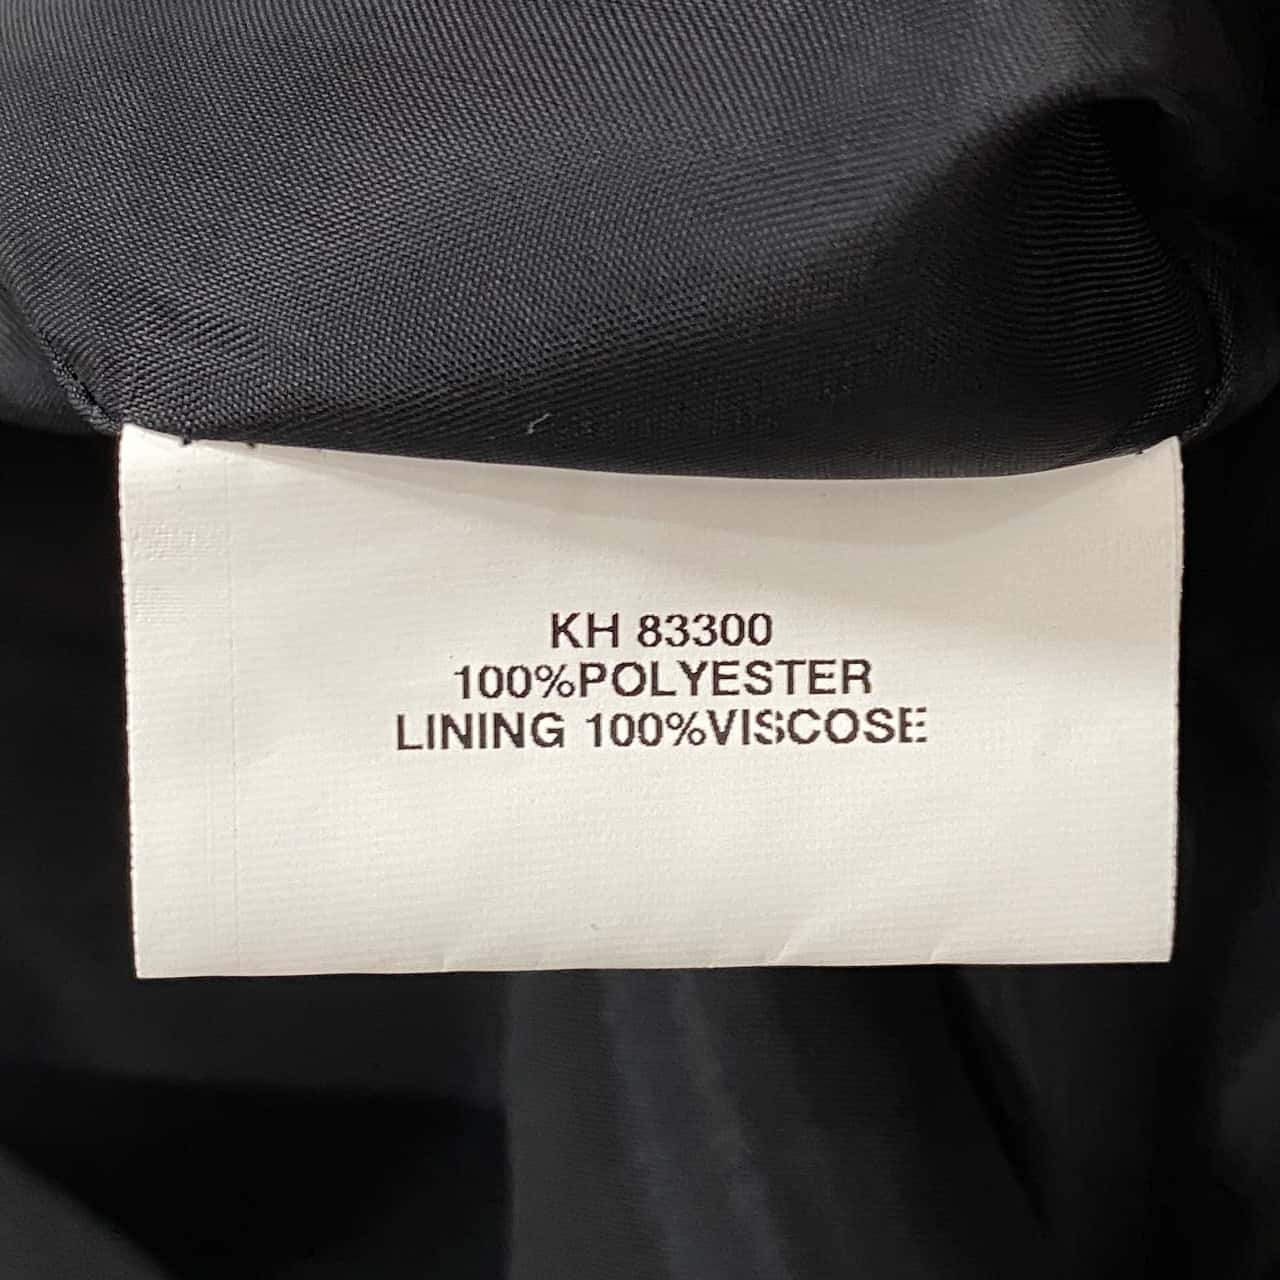 KH 83300
100%POLYESTER
LINING 100%VISCOSE